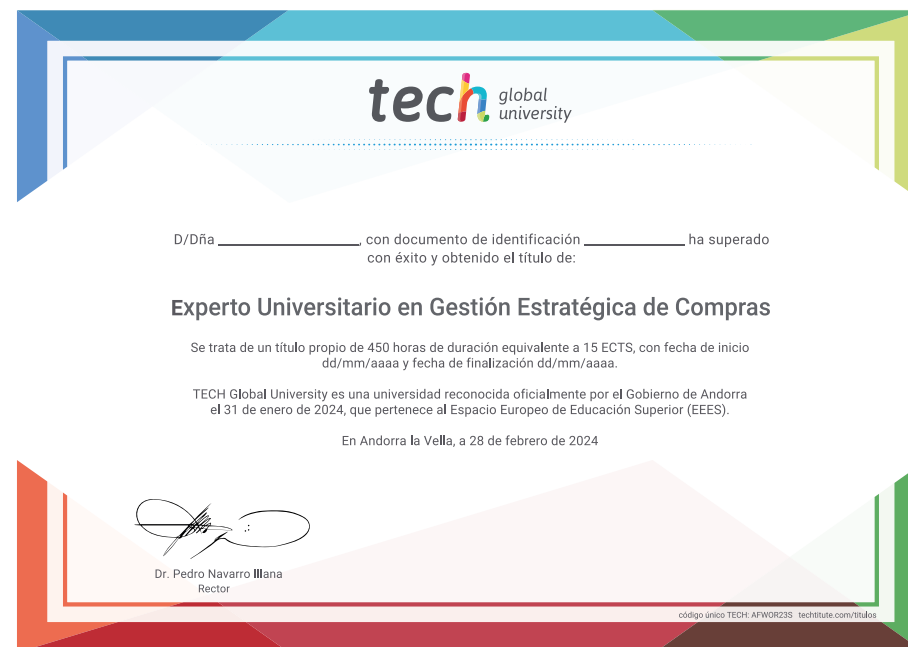 tech global university
D/Dña ____________, con documento de identificación ____________ ha superado
con éxito y obtenido el título de:
Experto Universitario en Gestión Estratégica de Compras
Se trata de un título propio de 450 horas de duración equivalente a 15 ECTS, con fecha de inicio
dd/mm/aaaa y fecha de finalización dd/mm/aaaa.
TECH Global University es una universidad reconocida oficialmente por el Gobierno de Andorra
el 31 de enero de 2024, que pertenece al Espacio Europeo de Educación Superior (EEES).
En Andorra la Vella, a 28 de febrero de 2024
Dr. Pedro Navarro Illana
Rector
código único TECH: AFWOR23S techtitute.com/titulos